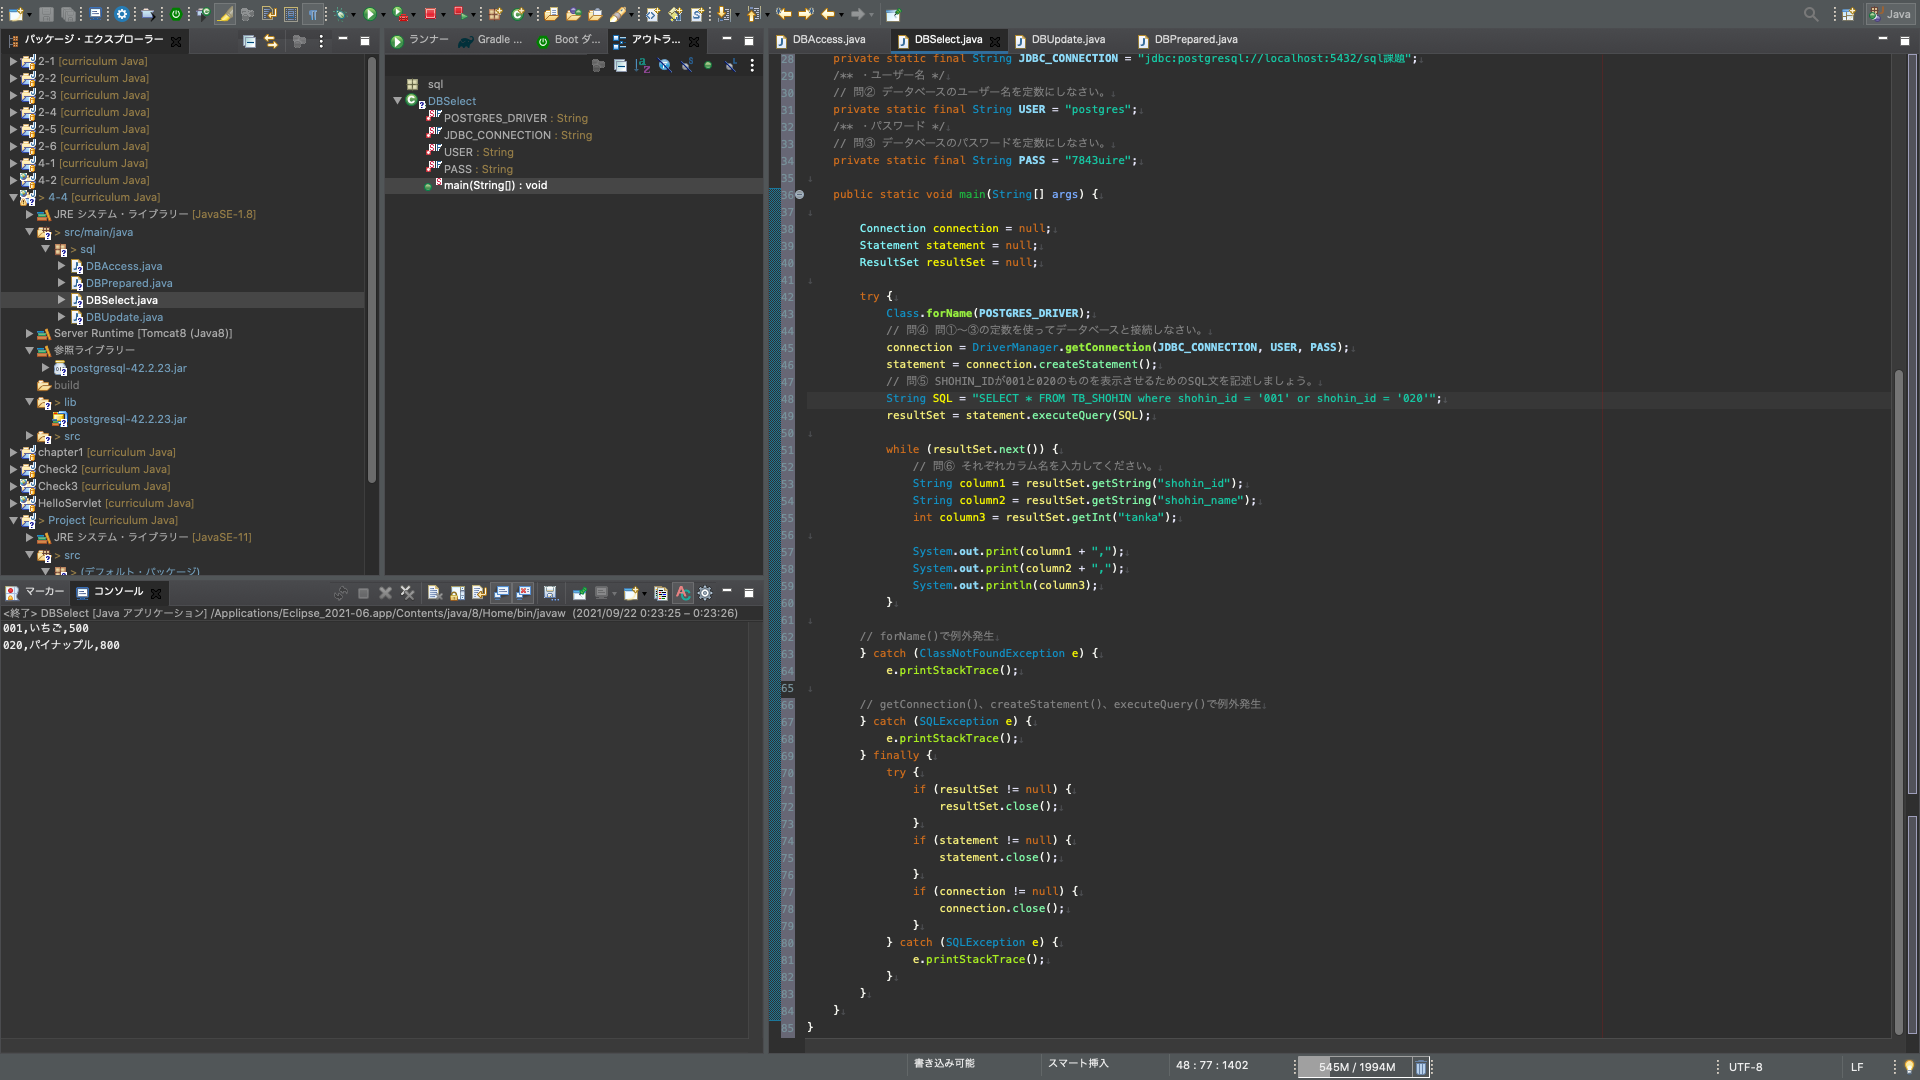 Java
パッケージ・エクスプローラー
2-1 [curriculum Java]
2-2 [curriculum Java]
2-3 [curriculum Java]
2-4 [curriculum Java]
2-5 [curriculum Java]
2-6 [curriculum Java]
4-1 [curriculum Java]
4-2 [curriculum Java]
> 4-4 [curriculum Java]
JRE システム・ライブラリー [JavaSE-1.8]
> src/main/java
> sql
DBAccess.java
DBPrepared.java
DBSelect.java
DBUpdate.java
Server Runtime [Tomcat8 (Java8)]
参照ライブラリー
postgresql-42.2.23.jar
build
> lib
postgresql-42.2.23.jar
> src
chapter1 [curriculum Java]
Check2 [curriculum Java]
Check3 [curriculum Java]
HelloServlet [curriculum Java]
> Project [curriculum Java]
JRE システム・ライブラリー [JavaSE-11]
> src
> (デフォルト・パッケージ)
ランナー
Gradle ...
Boot ダ...
アウトラ...
sql
DBSelect
POSTGRES_DRIVER : String
JDBC_CONNECTION : String
USER : String
PASS : String
main(String[]) : void
マーカー
コンソール
<終了> DBSelect [Java アプリケーション] /Applications/Eclipse_2021-06.app/Contents/java/8/Home/bin/javaw  (2021/09/22 0:23:25 – 0:23:26)
001,いちご,500
020,パイナップル,800
DBAccess.java
DBSelect.java
DBUpdate.java
DBPrepared.java
28 private static final String JDBC_CONNECTION = "jdbc:postgresql://localhost:5432/sql課題";
29 /** ・ユーザー名 */
30 // 問② データベースのユーザー名を定数にしなさい。
31 private static final String USER = "postgres";
32 /** ・パスワード */
33 // 問③ データベースのパスワードを定数にしなさい。
34 private static final String PASS = "7843uire";
35
36 public static void main(String[] args) {
37
38 Connection connection = null;
39 Statement statement = null;
40 ResultSet resultSet = null;
41
42 try {
43 Class.forName(POSTGRES_DRIVER);
44 // 問④ 問①〜③の定数を使ってデータベースと接続しなさい。
45 connection = DriverManager.getConnection(JDBC_CONNECTION, USER, PASS);
46 statement = connection.createStatement();
47 // 問⑤ SHOHIN_IDが001と020のものを表示させるためのSQL文を記述しましょう。
48 String SQL = "SELECT * FROM TB_SHOHIN where shohin_id = '001' or shohin_id = '020'";
49 resultSet = statement.executeQuery(SQL);
50
51 while (resultSet.next()) {
52 // 問⑥ それぞれカラム名を入力してください。
53 String column1 = resultSet.getString("shohin_id");
54 String column2 = resultSet.getString("shohin_name");
55 int column3 = resultSet.getInt("tanka");
56
57 System.out.print(column1 + ",");
58 System.out.print(column2 + ",");
59 System.out.println(column3);
60 }
61
62 // forName()で例外発生
63 } catch (ClassNotFoundException e) {
64 e.printStackTrace();
65
66 // getConnection()、createStatement()、executeQuery()で例外発生
67 } catch (SQLException e) {
68 e.printStackTrace();
69 } finally {
70 try {
71 if (resultSet != null) {
72 resultSet.close();
73 }
74 if (statement != null) {
75 statement.close();
76 }
77 if (connection != null) {
78 connection.close();
79 }
80 } catch (SQLException e) {
81 e.printStackTrace();
82 }
83 }
84 }
85 }
書き込み可能
スマート挿入
48 : 77 : 1402
545M / 1994M
UTF-8
LF